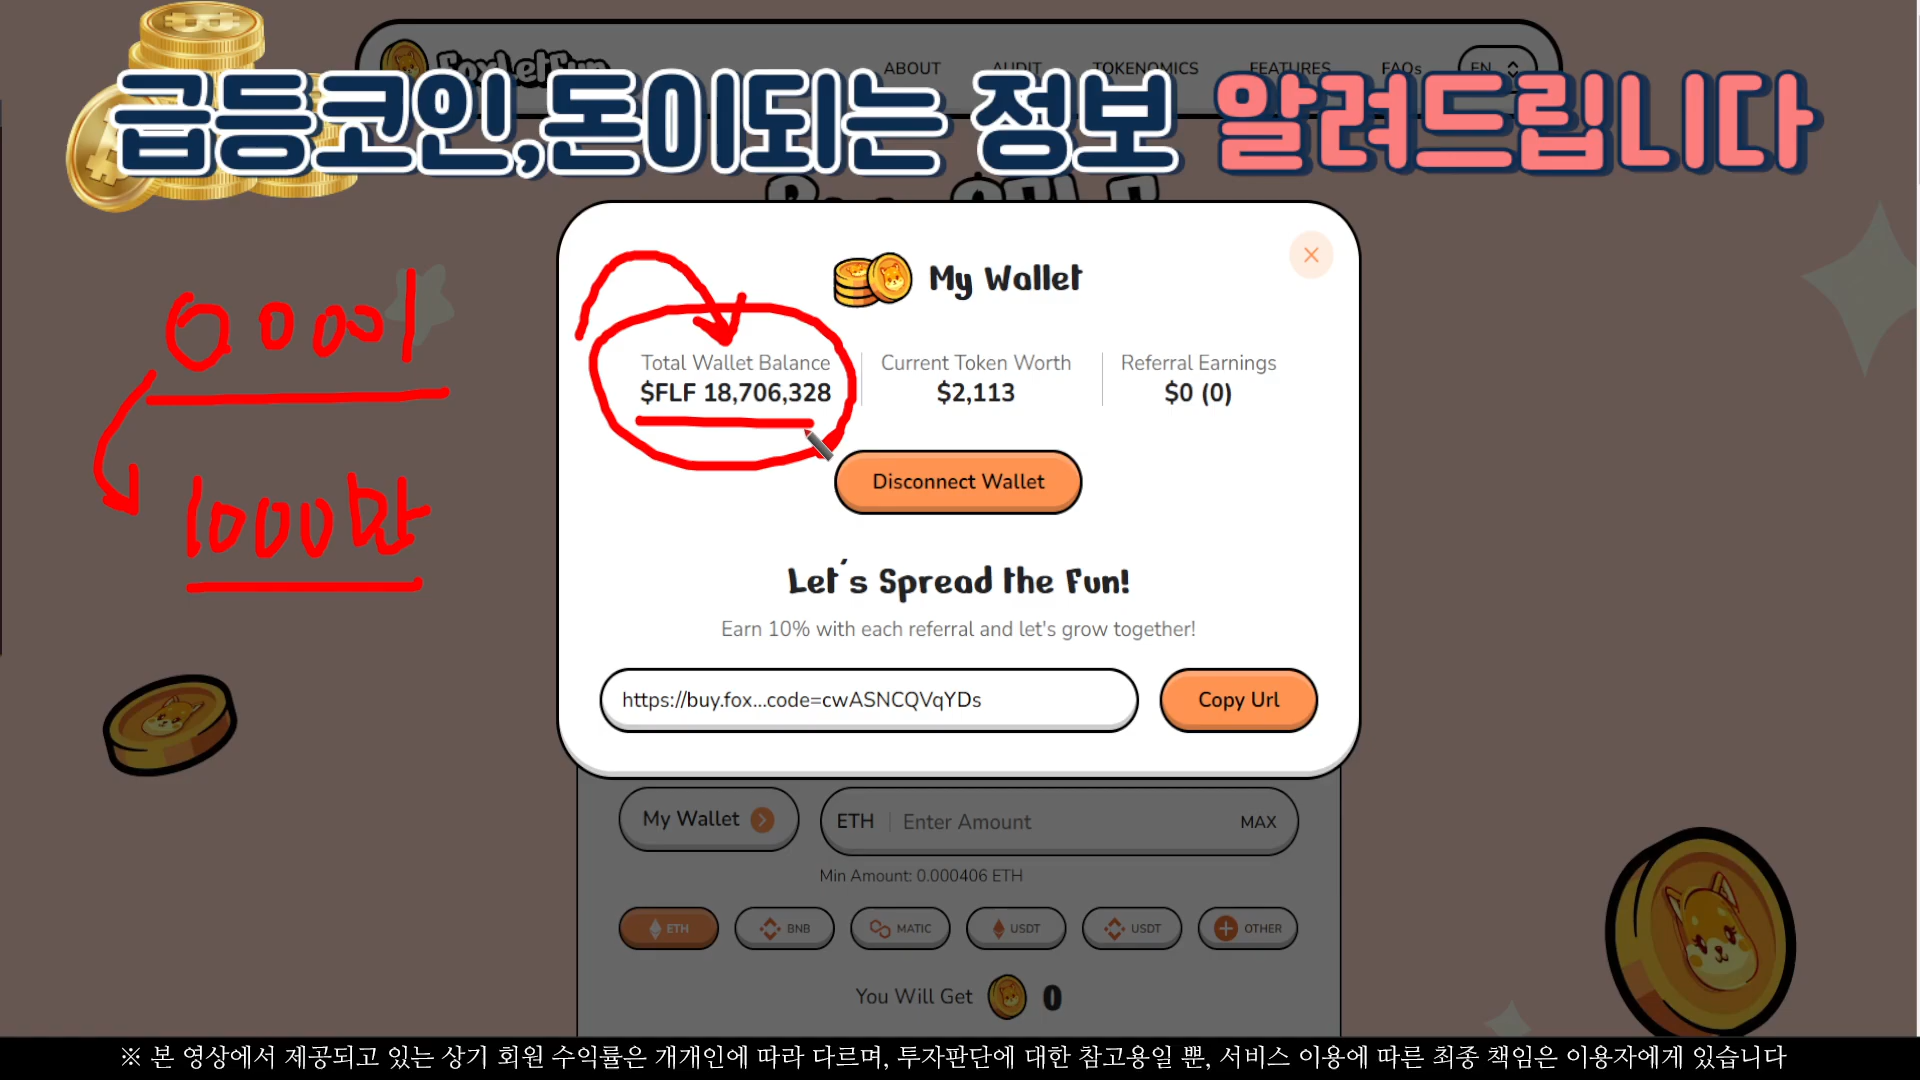 FoxLetFun
ABOUT AUDIT TOKENOMICS FEATURES FAQs EN
급등코인,돈이되는 정보 알려드립니다
My Wallet
Total Wallet Balance Current Token Worth Referral Earnings
$FLF 18,706,328 $2,113 $0 (0)
0.0001
1000만
Disconnect Wallet
Let's Spread the Fun!
Earn 10% with each referral and let's grow together!
https://buy.fox...code=cwASNCQVqYDs Copy Url
My Wallet ETH Enter Amount MAX
Min Amount: 0.000406 ETH
ETH BNB MATIC USDT USDT OTHER
You Will Get 0
※ 본 영상에서 제공되고 있는 상기 회원 수익률은 개개인에 따라 다르며, 투자판단에 대한 참고용일 뿐, 서비스 이용에 따른 최종 책임은 이용자에게 있습니다